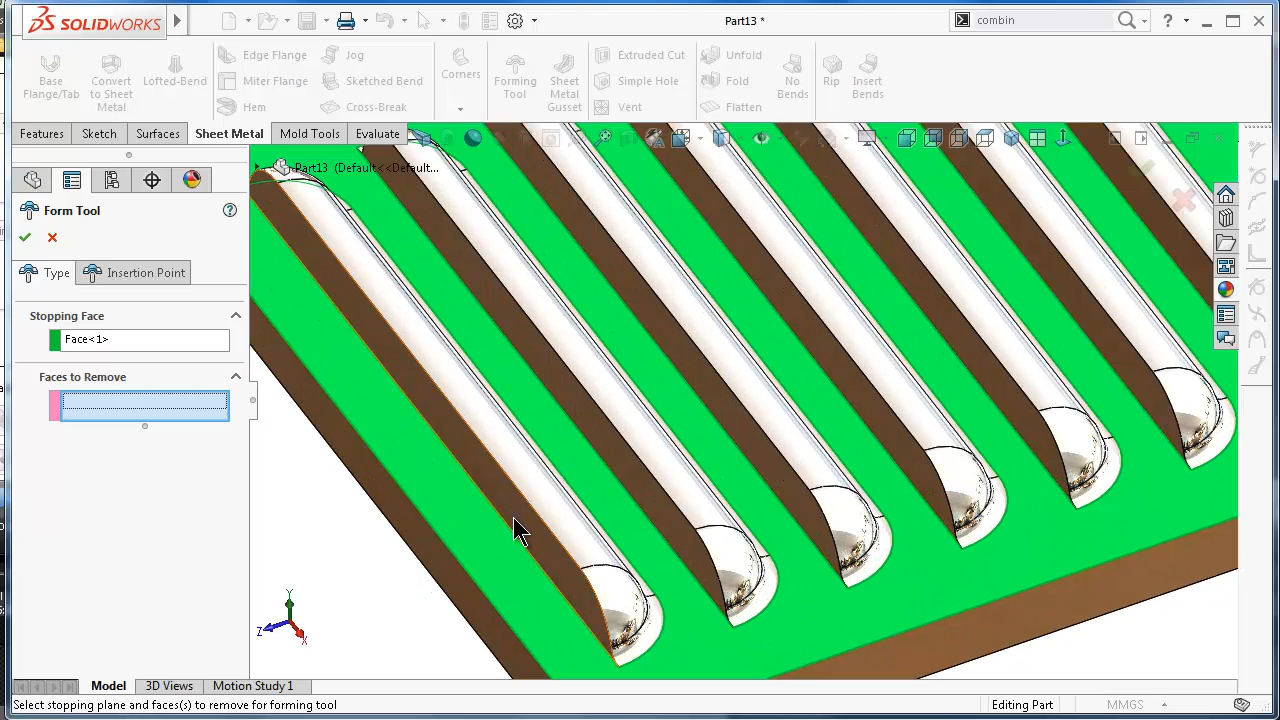 SOLIDWORKS
Part13 *
combin
Base Flange/Tab
Convert to Sheet Metal
Lofted-Bend
Edge Flange
Miter Flange
Hem
Jog
Sketched Bend
Cross-Break
Corners
Forming Tool
Sheet Metal Gusset
Extruded Cut
Simple Hole
Vent
Unfold
Fold
Flatten
No Bends
Rip
Insert Bends
Features
Sketch
Surfaces
Sheet Metal
Mold Tools
Evaluate
Part13 (Default<<Default...
Form Tool
Type
Insertion Point
Stopping Face
Face<1>
Faces to Remove
Y
Z
X
Model
3D Views
Motion Study 1
Select stopping plane and faces(s) to remove for forming tool
Editing Part
MMGS